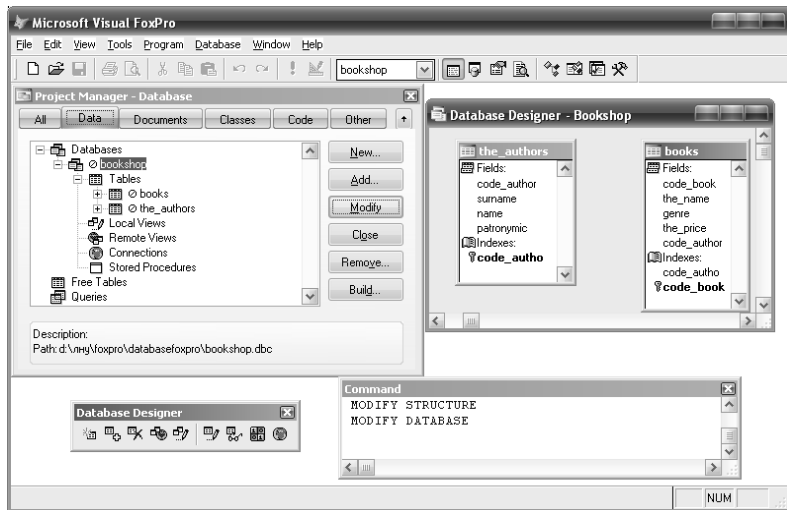 Microsoft Visual FoxPro
File Edit View Tools Program Database Window Help
bookshop
Project Manager - Database
All Data Documents Classes Code Other
Databases
bookshop
Tables
books
the_authors
Local Views
Remote Views
Connections
Stored Procedures
Free Tables
Queries
New...
Add...
Modify
Close
Remove...
Build...
Description:
Path: d:\лну\foxpro\databasefoxpro\bookshop.dbc
Database Designer - Bookshop
the_authors
Fields:
code_author
surname
name
patronymic
Indexes:
code_autho
books
Fields:
code_book
the_name
genre
the_price
code_author
Indexes:
code_autho
code_book
Database Designer
Command
MODIFY STRUCTURE
MODIFY DATABASE
NUM